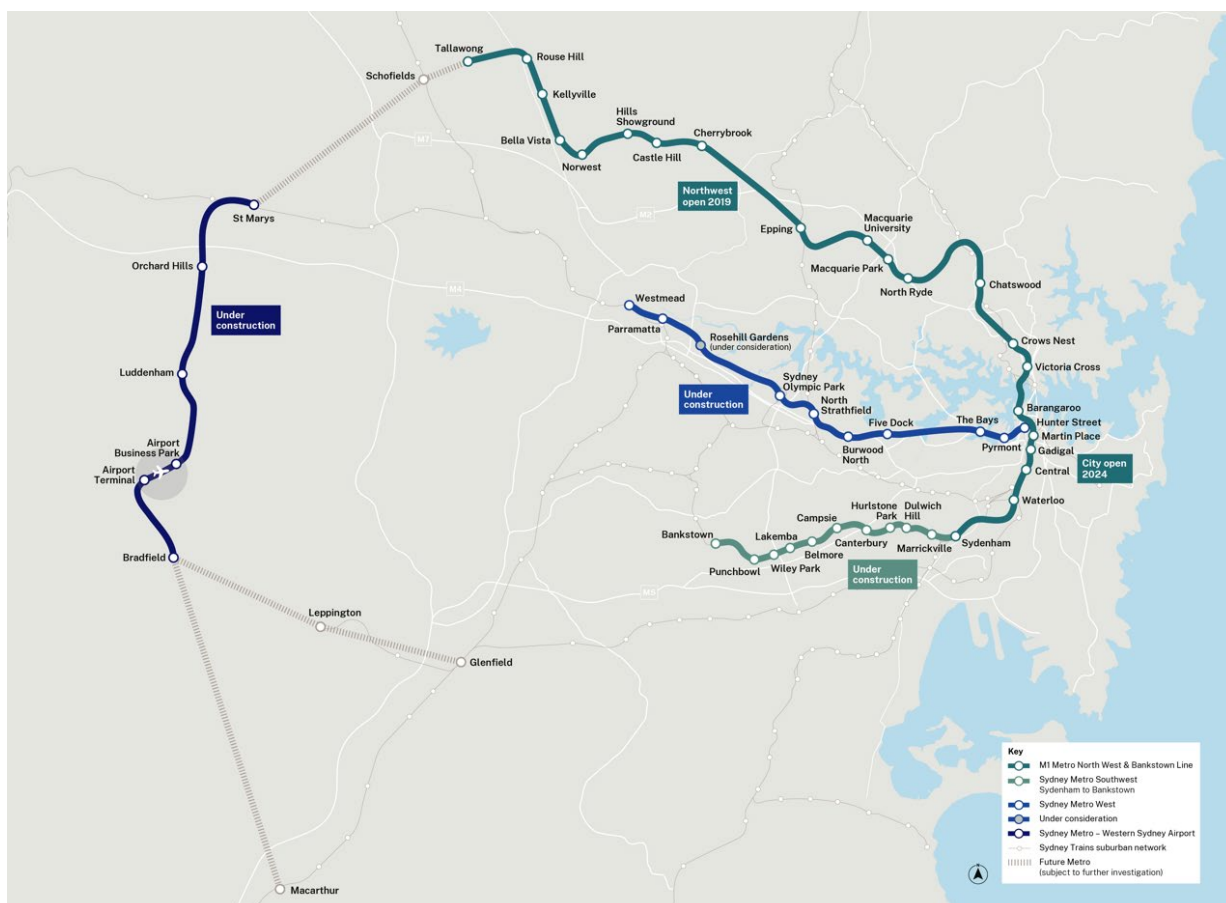 Tallawong
Rouse Hill
Schofields
Kellyville
Hills
Showground
Cherrybrook
M7
Bella Vista
Castle Hill
Norwest
Northwest
open 2019
M2
St Marys
Macquarie
University
Epping
Orchard Hills
Macquarie Park
North Ryde
Chatswood
M4
Westmead
Under
construction
Parramatta
Rosehill Gardens
(under consideration)
Crows Nest
Victoria Cross
Luddenham
Sydney
Olympic Park
Under
construction
North
Strathfield
Barangaroo
Five Dock
The Bays
Hunter Street
Martin Place
Airport
Business Park
Burwood
North
Pyrmont
Gadigal
Airport
Terminal
Central
City open
2024
Waterloo
Hurlstone
Park
Dulwich
Hill
Campsie
Bankstown
Lakemba
Canterbury
Marrickville
Sydenham
Belmore
Bradfield
Punchbowl
Wiley Park
Under
construction
M5
Leppington
Glenfield
Macarthur
Key
M1 Metro North West & Bankstown Line
Sydney Metro Southwest
Sydenham to Bankstown
Sydney Metro West
Under consideration
Sydney Metro – Western Sydney Airport
Sydney Trains suburban network
Future Metro
(subject to further investigation)